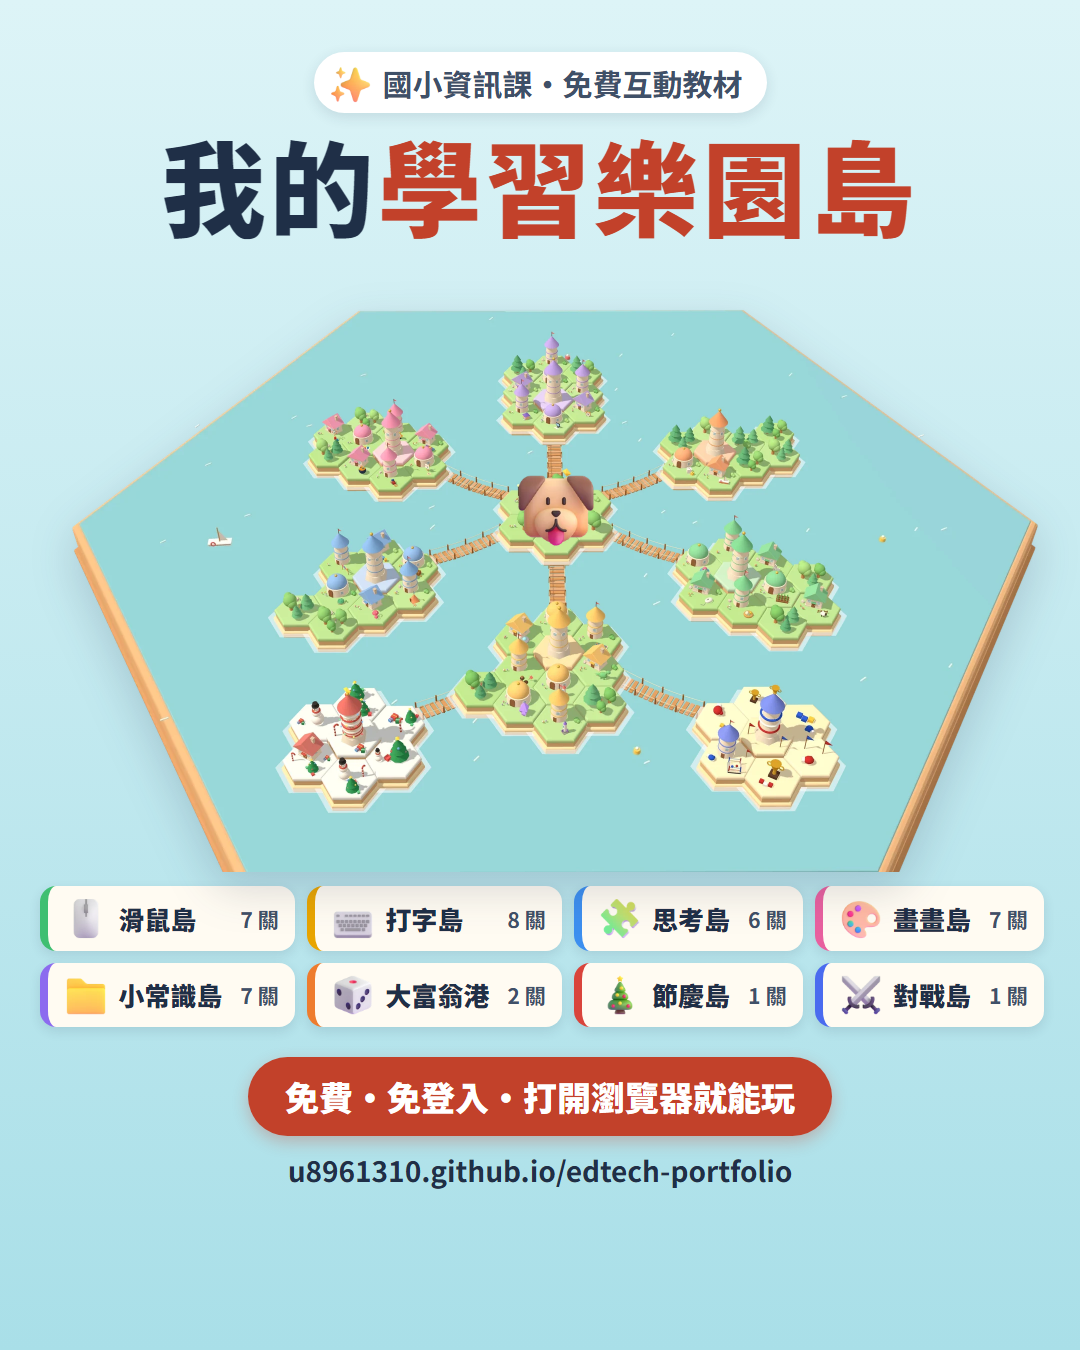 國小資訊課・免費互動教材
我的學習樂園島
滑鼠島 7 關
打字島 8 關
思考島 6 關
畫畫島 7 關
小常識島 7 關
大富翁港 2 關
節慶島 1 關
對戰島 1 關
免費・免登入・打開瀏覽器就能玩
u8961310.github.io/edtech-portfolio